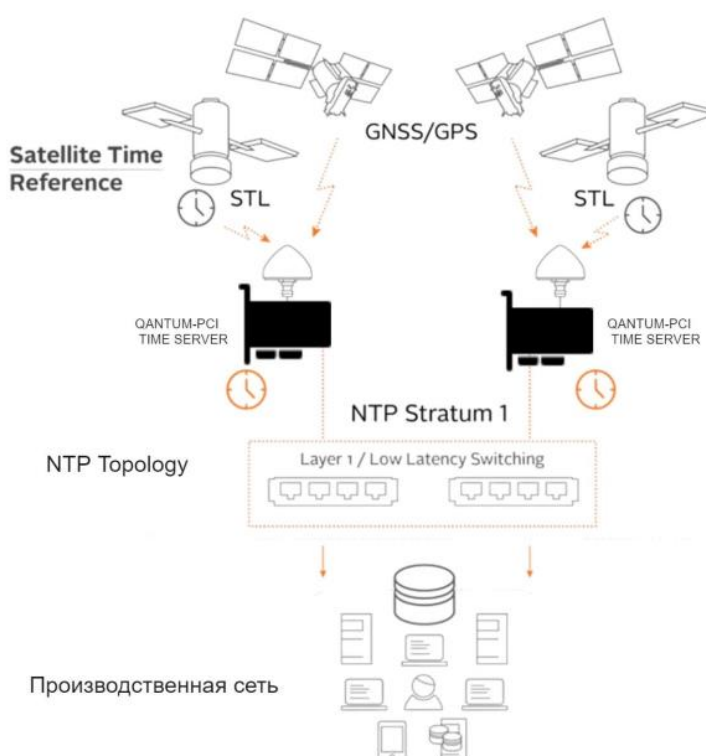 GNSS/GPS
Satellite Time
Reference
STL
STL
QANTUM-PCI
TIME SERVER
QANTUM-PCI
TIME SERVER
NTP Stratum 1
NTP Topology
Layer 1 / Low Latency Switching
Производственная сеть